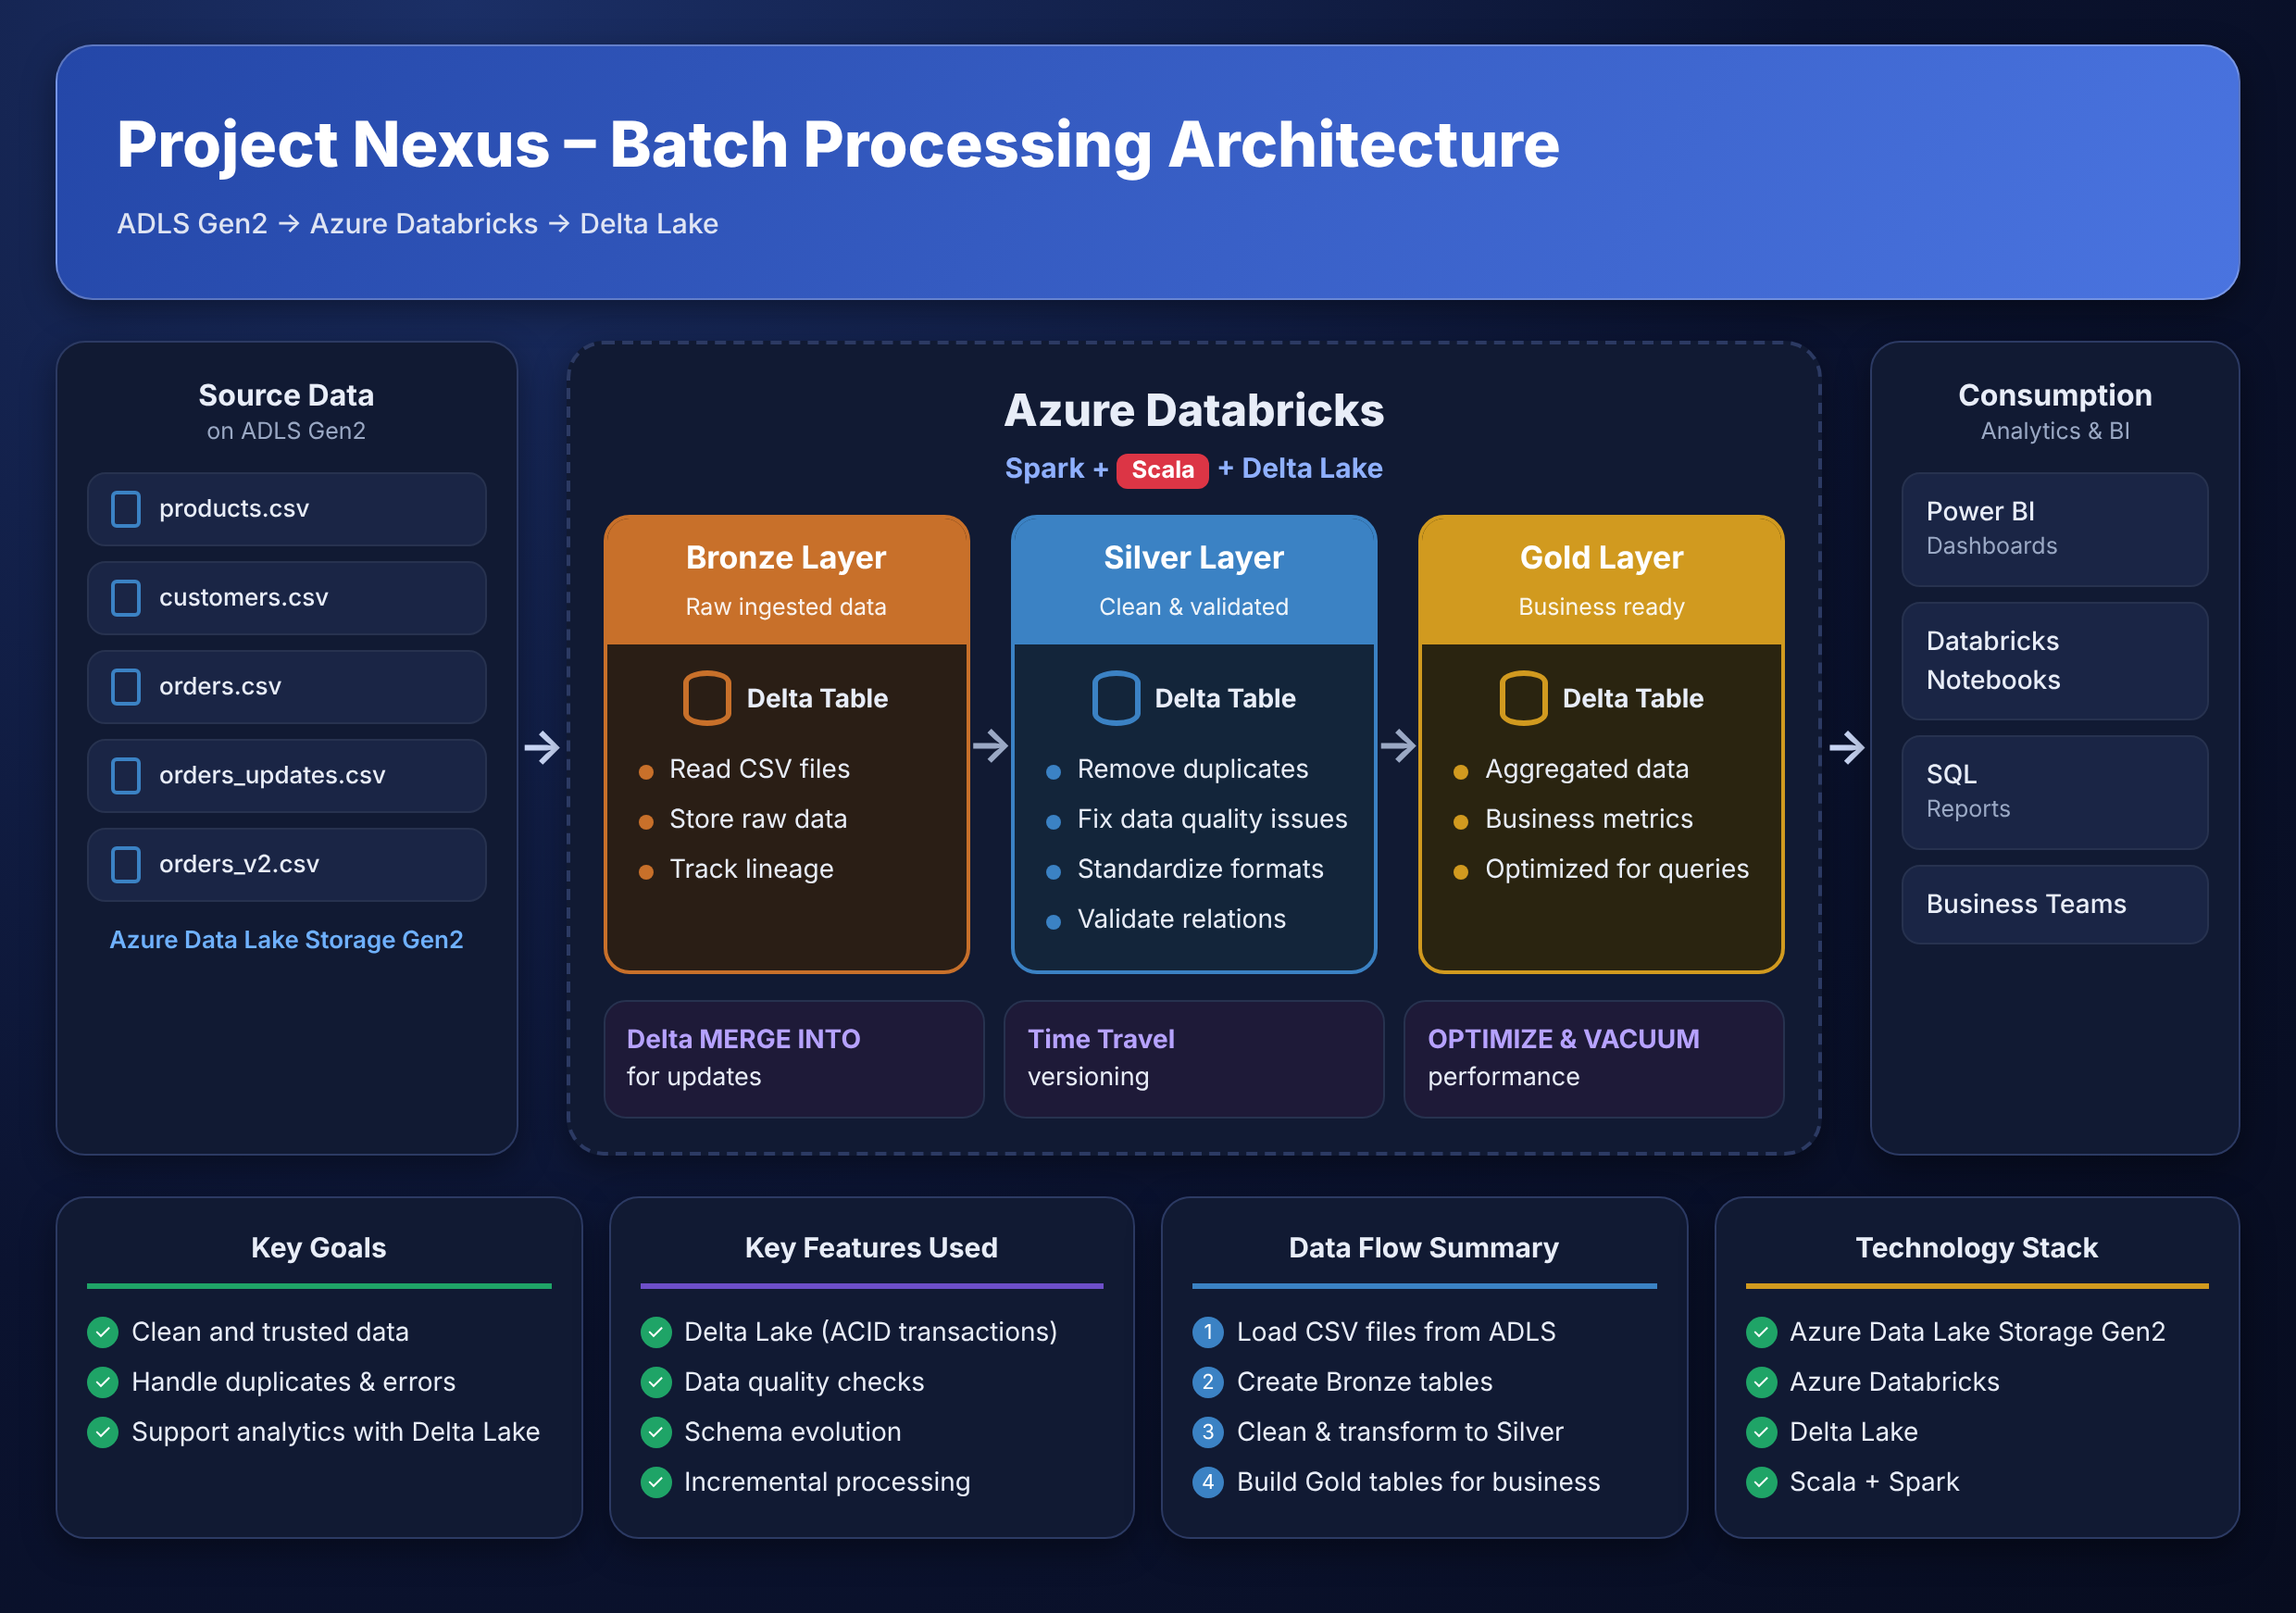 Project Nexus – Batch Processing Architecture
ADLS Gen2 → Azure Databricks → Delta Lake
Source Data
on ADLS Gen2
products.csv
customers.csv
orders.csv
orders_updates.csv
orders_v2.csv
Azure Data Lake Storage Gen2
Azure Databricks
Spark + Scala + Delta Lake
Bronze Layer
Raw ingested data
Delta Table
Read CSV files
Store raw data
Track lineage
Silver Layer
Clean & validated
Delta Table
Remove duplicates
Fix data quality issues
Standardize formats
Validate relations
Gold Layer
Business ready
Delta Table
Aggregated data
Business metrics
Optimized for queries
Delta MERGE INTO
for updates
Time Travel
versioning
OPTIMIZE & VACUUM
performance
Consumption
Analytics & BI
Power BI
Dashboards
Databricks
Notebooks
SQL
Reports
Business Teams
Key Goals
Clean and trusted data
Handle duplicates & errors
Support analytics with Delta Lake
Key Features Used
Delta Lake (ACID transactions)
Data quality checks
Schema evolution
Incremental processing
Data Flow Summary
1 Load CSV files from ADLS
2 Create Bronze tables
3 Clean & transform to Silver
4 Build Gold tables for business
Technology Stack
Azure Data Lake Storage Gen2
Azure Databricks
Delta Lake
Scala + Spark